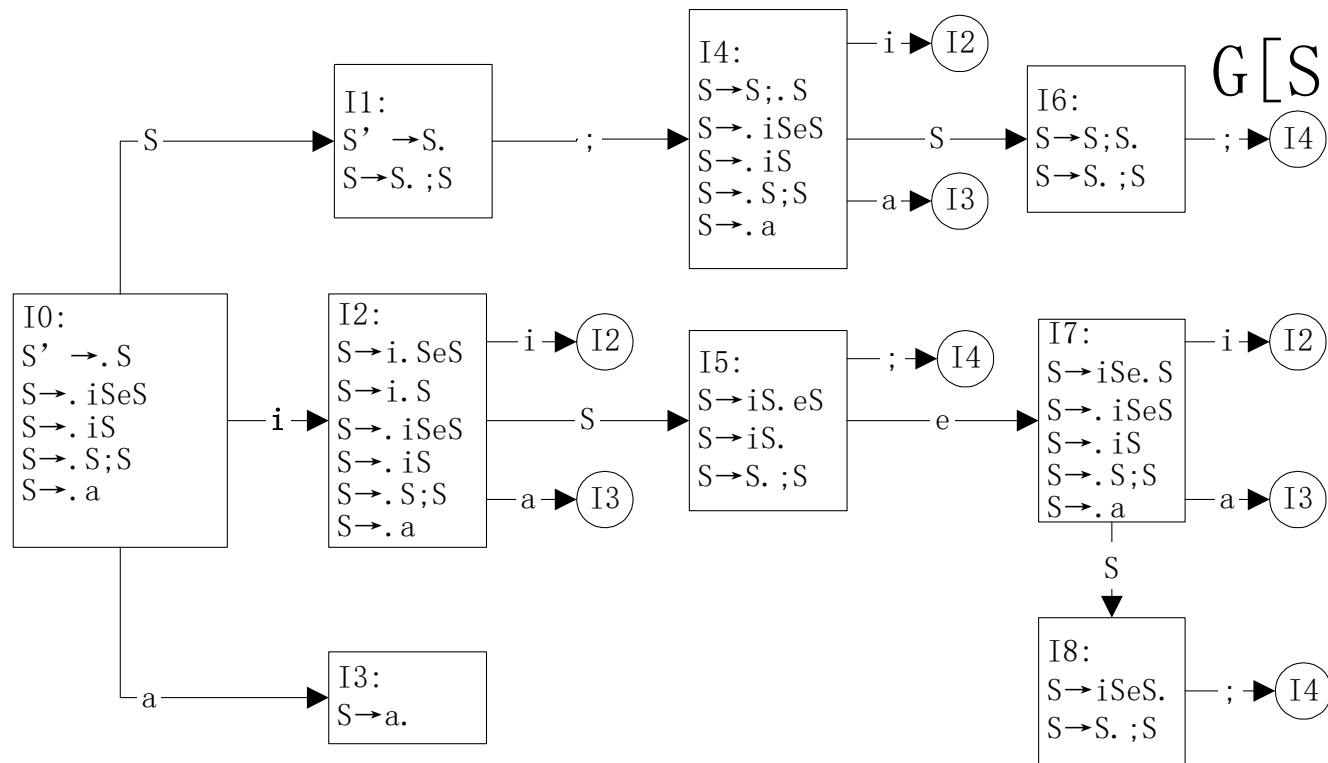 G[S
I1:
S’ →S.
S→S.;S
I4:
S→S;.S
S→.iSeS
S→.iS
S→.S;S
S→.a
I6:
S→S;S.
S→S.;S
S
;
i
I2
S
a
I3
;
I4
I0:
S’ →.S
S→.iSeS
S→.iS
S→.S;S
S→.a
i
I2:
S→i.SeS
S→i.S
S→.iSeS
S→.iS
S→.S;S
S→.a
i
I2
S
a
I3
I5:
S→iS.eS
S→iS.
S→S.;S
;
I4
e
I7:
S→iSe.S
S→.iSeS
S→.iS
S→.S;S
S→.a
i
I2
a
I3
S
a
I3:
S→a.
I8:
S→iSeS.
S→S.;S
;
I4